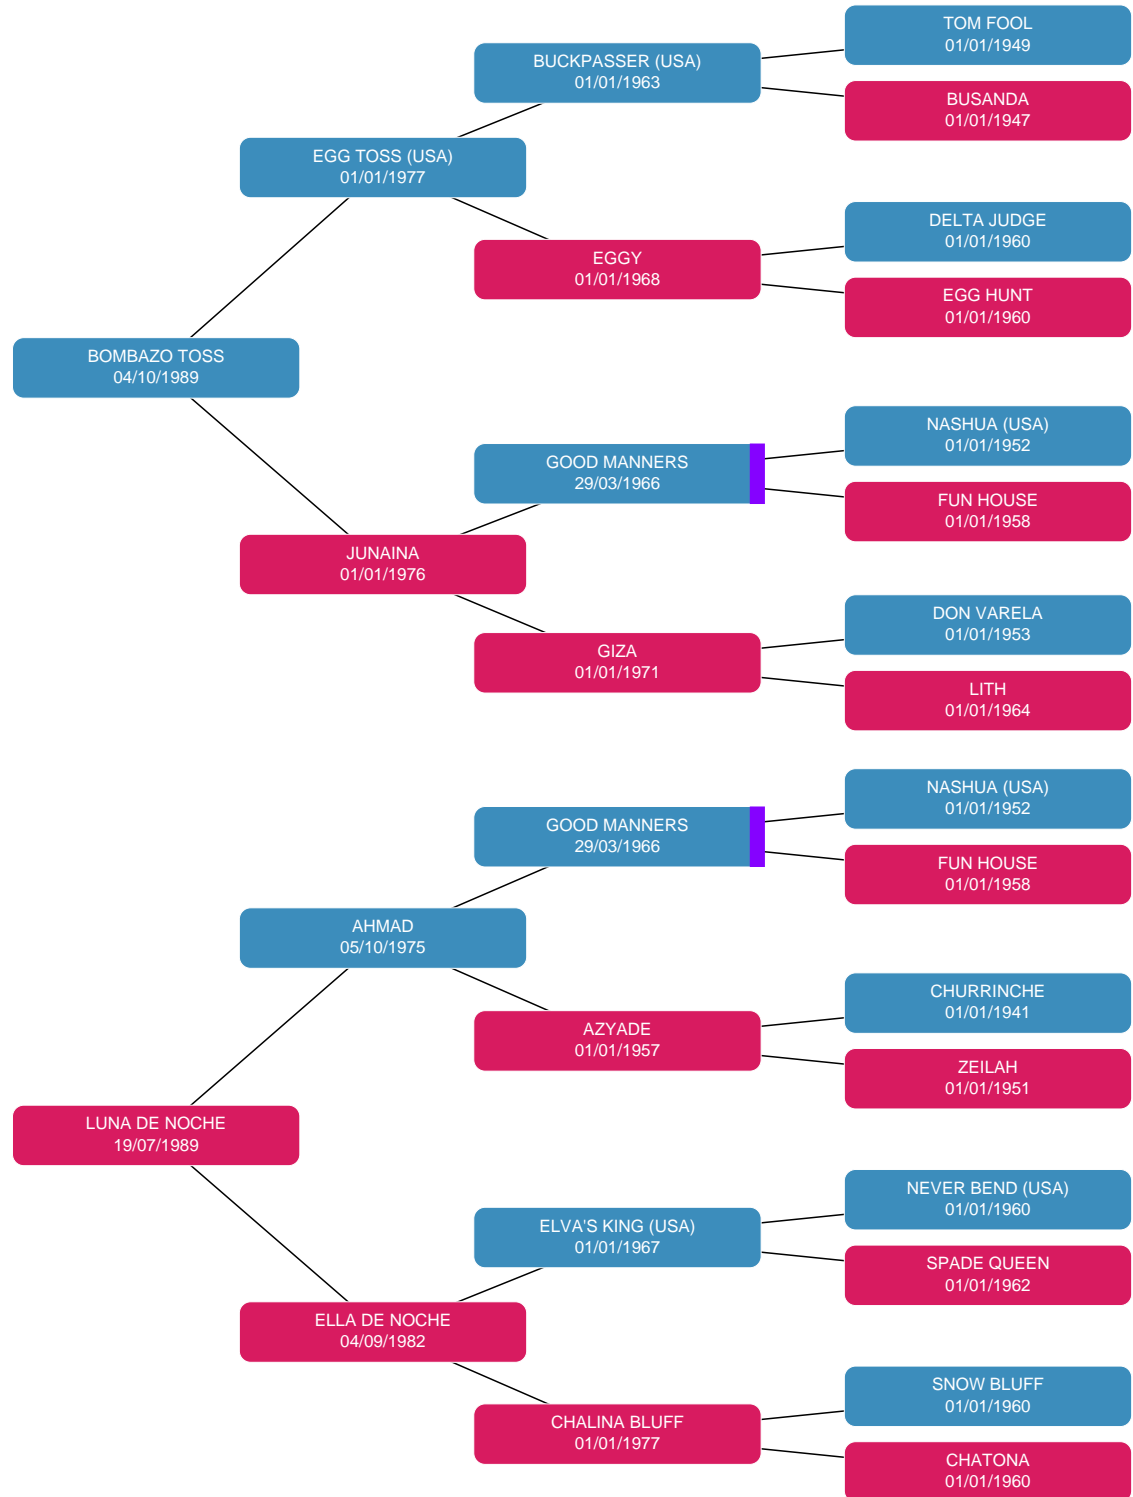 TOM FOOL
01/01/1949
BUCKPASSER (USA)
01/01/1963
BUSANDA
01/01/1947
EGG TOSS (USA)
01/01/1977
DELTA JUDGE
01/01/1960
EGGY
01/01/1968
EGG HUNT
01/01/1960
BOMBAZO TOSS
04/10/1989
NASHUA (USA)
01/01/1952
GOOD MANNERS
29/03/1966
FUN HOUSE
01/01/1958
JUNAINA
01/01/1976
DON VARELA
01/01/1953
GIZA
01/01/1971
LITH
01/01/1964
NASHUA (USA)
01/01/1952
GOOD MANNERS
29/03/1966
FUN HOUSE
01/01/1958
AHMAD
05/10/1975
CHURRINCHE
01/01/1941
AZYADE
01/01/1957
ZEILAH
01/01/1951
LUNA DE NOCHE
19/07/1989
NEVER BEND (USA)
01/01/1960
ELVA'S KING (USA)
01/01/1967
SPADE QUEEN
01/01/1962
ELLA DE NOCHE
04/09/1982
SNOW BLUFF
01/01/1960
CHALINA BLUFF
01/01/1977
CHATONA
01/01/1960